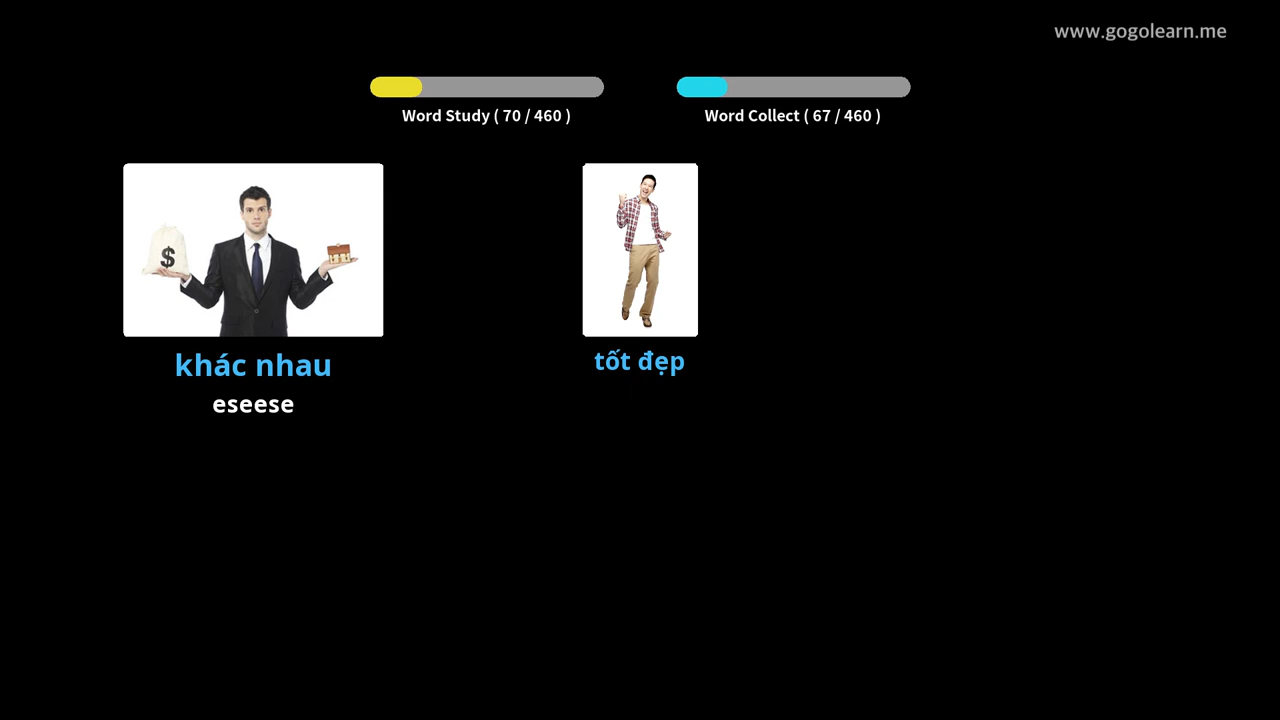 www.gogolearn.me
Word Study ( 70 / 460 )
Word Collect ( 67 / 460 )
$
khác nhau
eseese
tốt đẹp